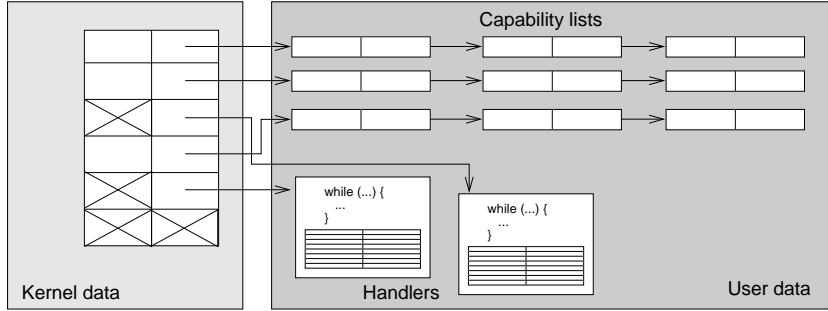 Capability lists
while (...) {
...
}
while (...) {
...
}
Kernel data
Handlers
User data